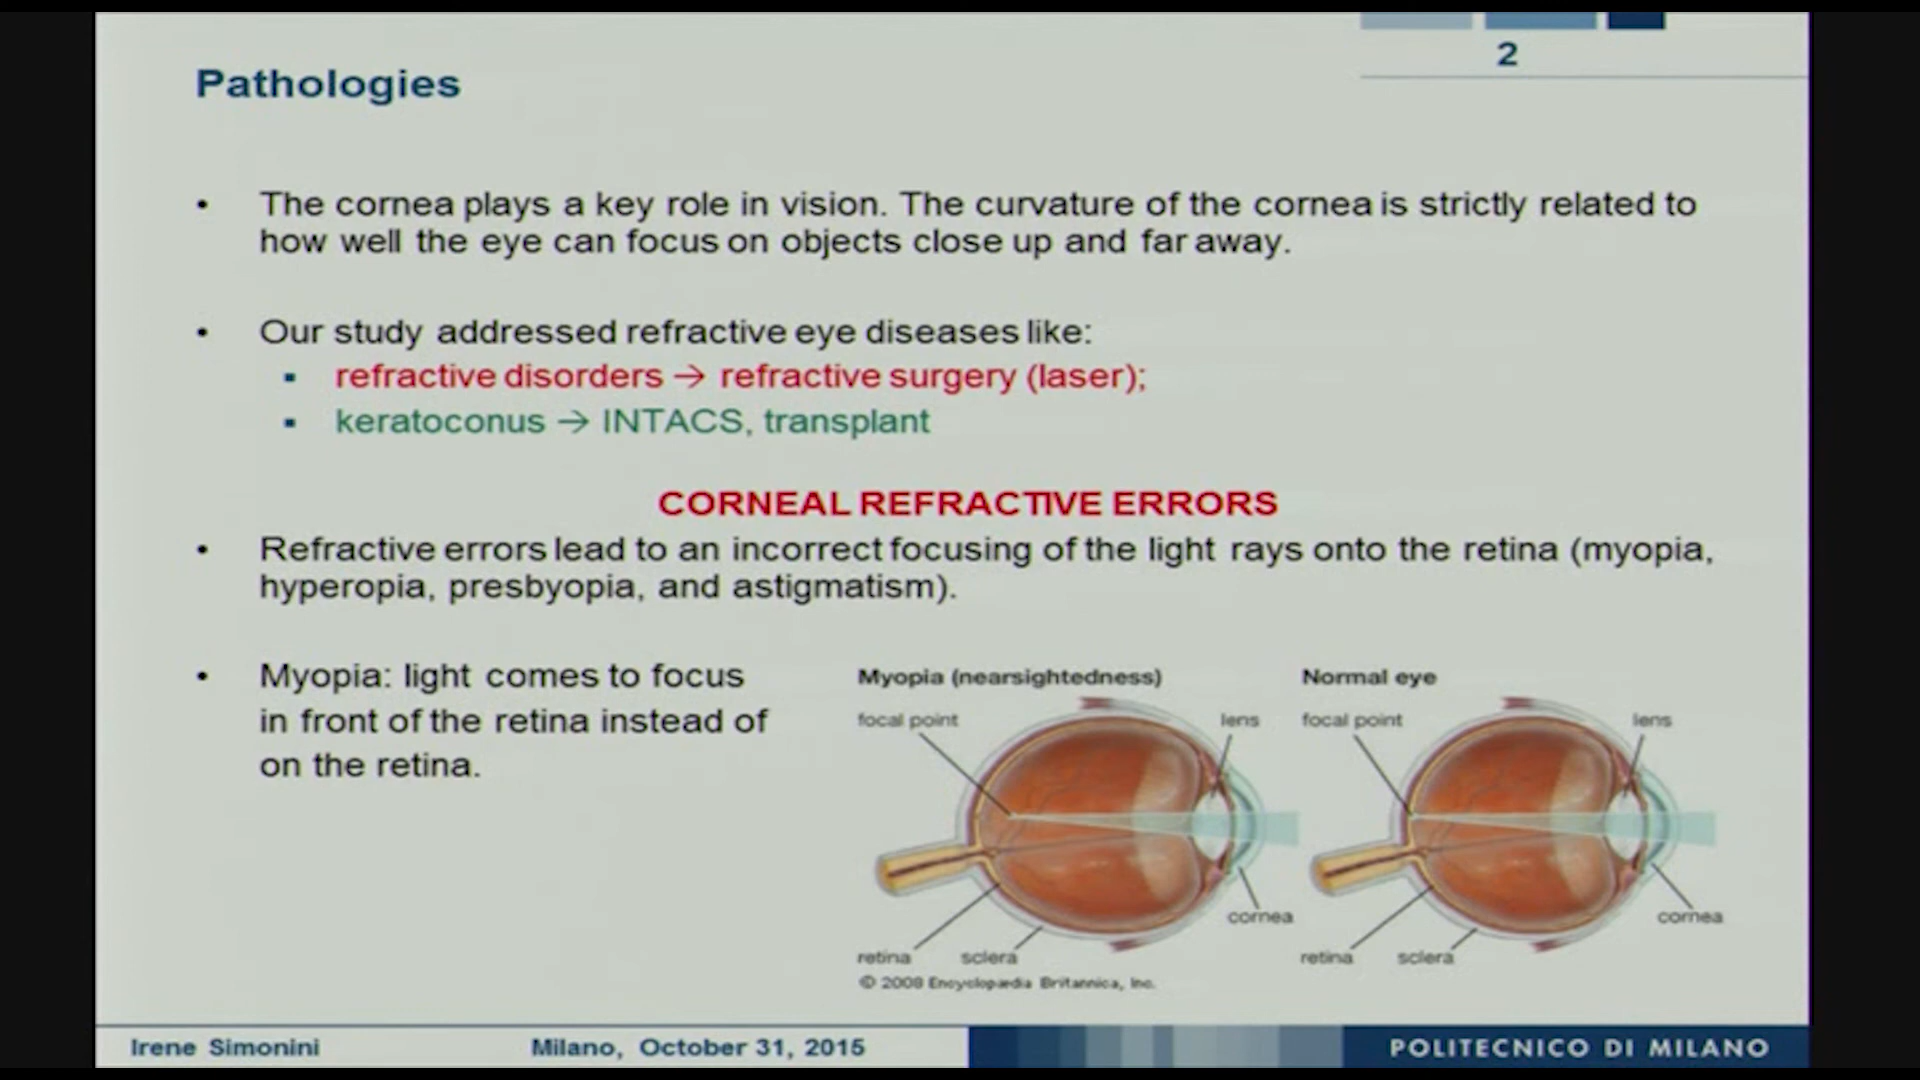 2
Pathologies
• The cornea plays a key role in vision. The curvature of the cornea is strictly related to
how well the eye can focus on objects close up and far away.
• Our study addressed refractive eye diseases like:
▪ refractive disorders → refractive surgery (laser);
▪ keratoconus → INTACS, transplant
CORNEAL REFRACTIVE ERRORS
• Refractive errors lead to an incorrect focusing of the light rays onto the retina (myopia,
hyperopia, presbyopia, and astigmatism).
• Myopia: light comes to focus
in front of the retina instead of
on the retina.
Myopia (nearsightedness)
focal point
lens
cornea
retina
sclera
Normal eye
focal point
lens
cornea
retina
sclera
© 2008 Encyclopædia Britannica, Inc.
Irene Simonini
Milano, October 31, 2015
POLITECNICO DI MILANO